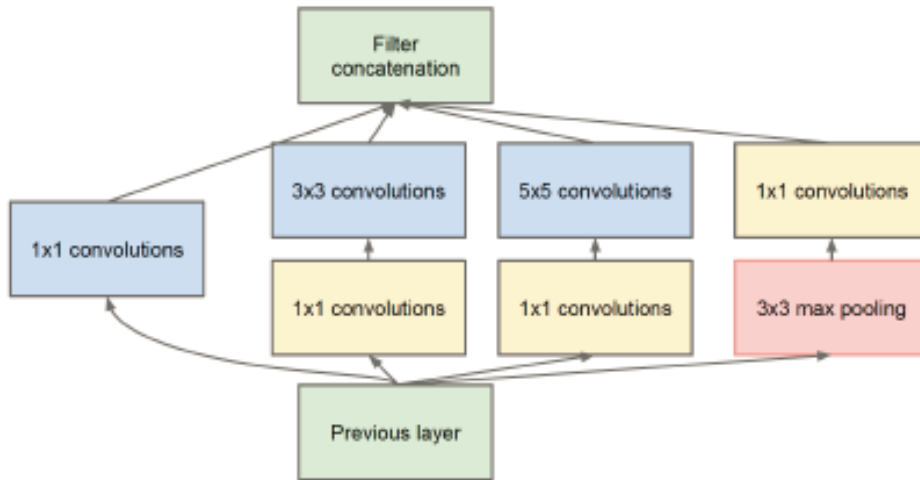 Filter
concatenation
3x3 convolutions
5x5 convolutions
1x1 convolutions
1x1 convolutions
1x1 convolutions
1x1 convolutions
3x3 max pooling
Previous layer